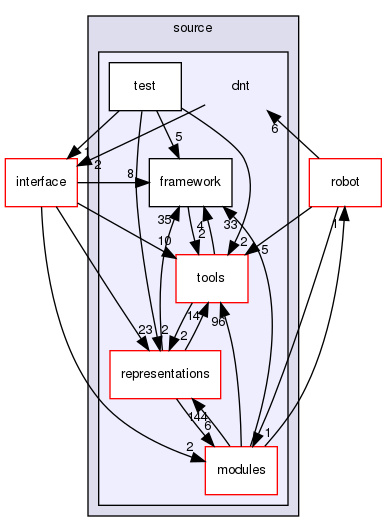 source
test
dnt
6
1
2
5
interface
8
framework
robot
35
4
33
1
10
2
2
5
tools
14
96
23
2
2
representations
144
6
1
2
modules